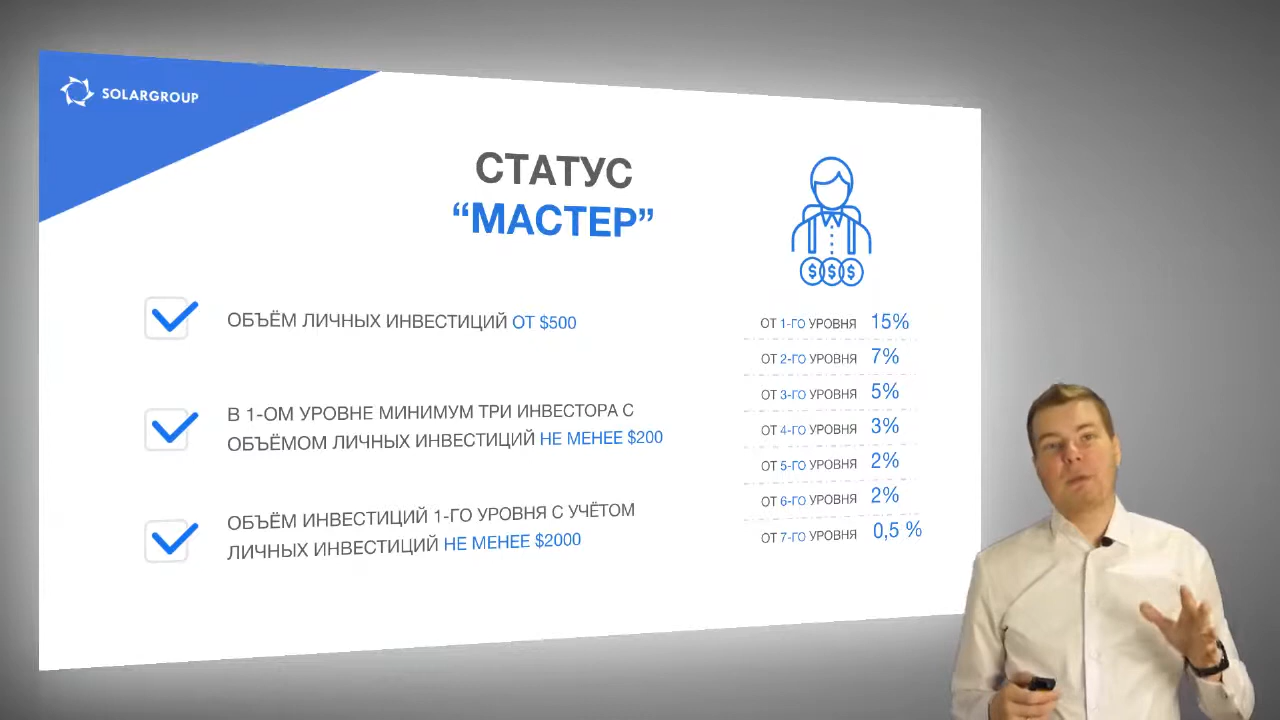 SOLARGROUP
СТАТУС
“МАСТЕР”
ОБЪЁМ ЛИЧНЫХ ИНВЕСТИЦИЙ ОТ $500
В 1-ОМ УРОВНЕ МИНИМУМ ТРИ ИНВЕСТОРА С
ОБЪЁМОМ ЛИЧНЫХ ИНВЕСТИЦИЙ НЕ МЕНЕЕ $200
ОБЪЁМ ИНВЕСТИЦИЙ 1-ГО УРОВНЯ С УЧЁТОМ
ЛИЧНЫХ ИНВЕСТИЦИЙ НЕ МЕНЕЕ $2000
$ $ $
ОТ 1-ГО УРОВНЯ 15%
ОТ 2-ГО УРОВНЯ 7%
ОТ 3-ГО УРОВНЯ 5%
ОТ 4-ГО УРОВНЯ 3%
ОТ 5-ГО УРОВНЯ 2%
ОТ 6-ГО УРОВНЯ 2%
ОТ 7-ГО УРОВНЯ 0,5 %